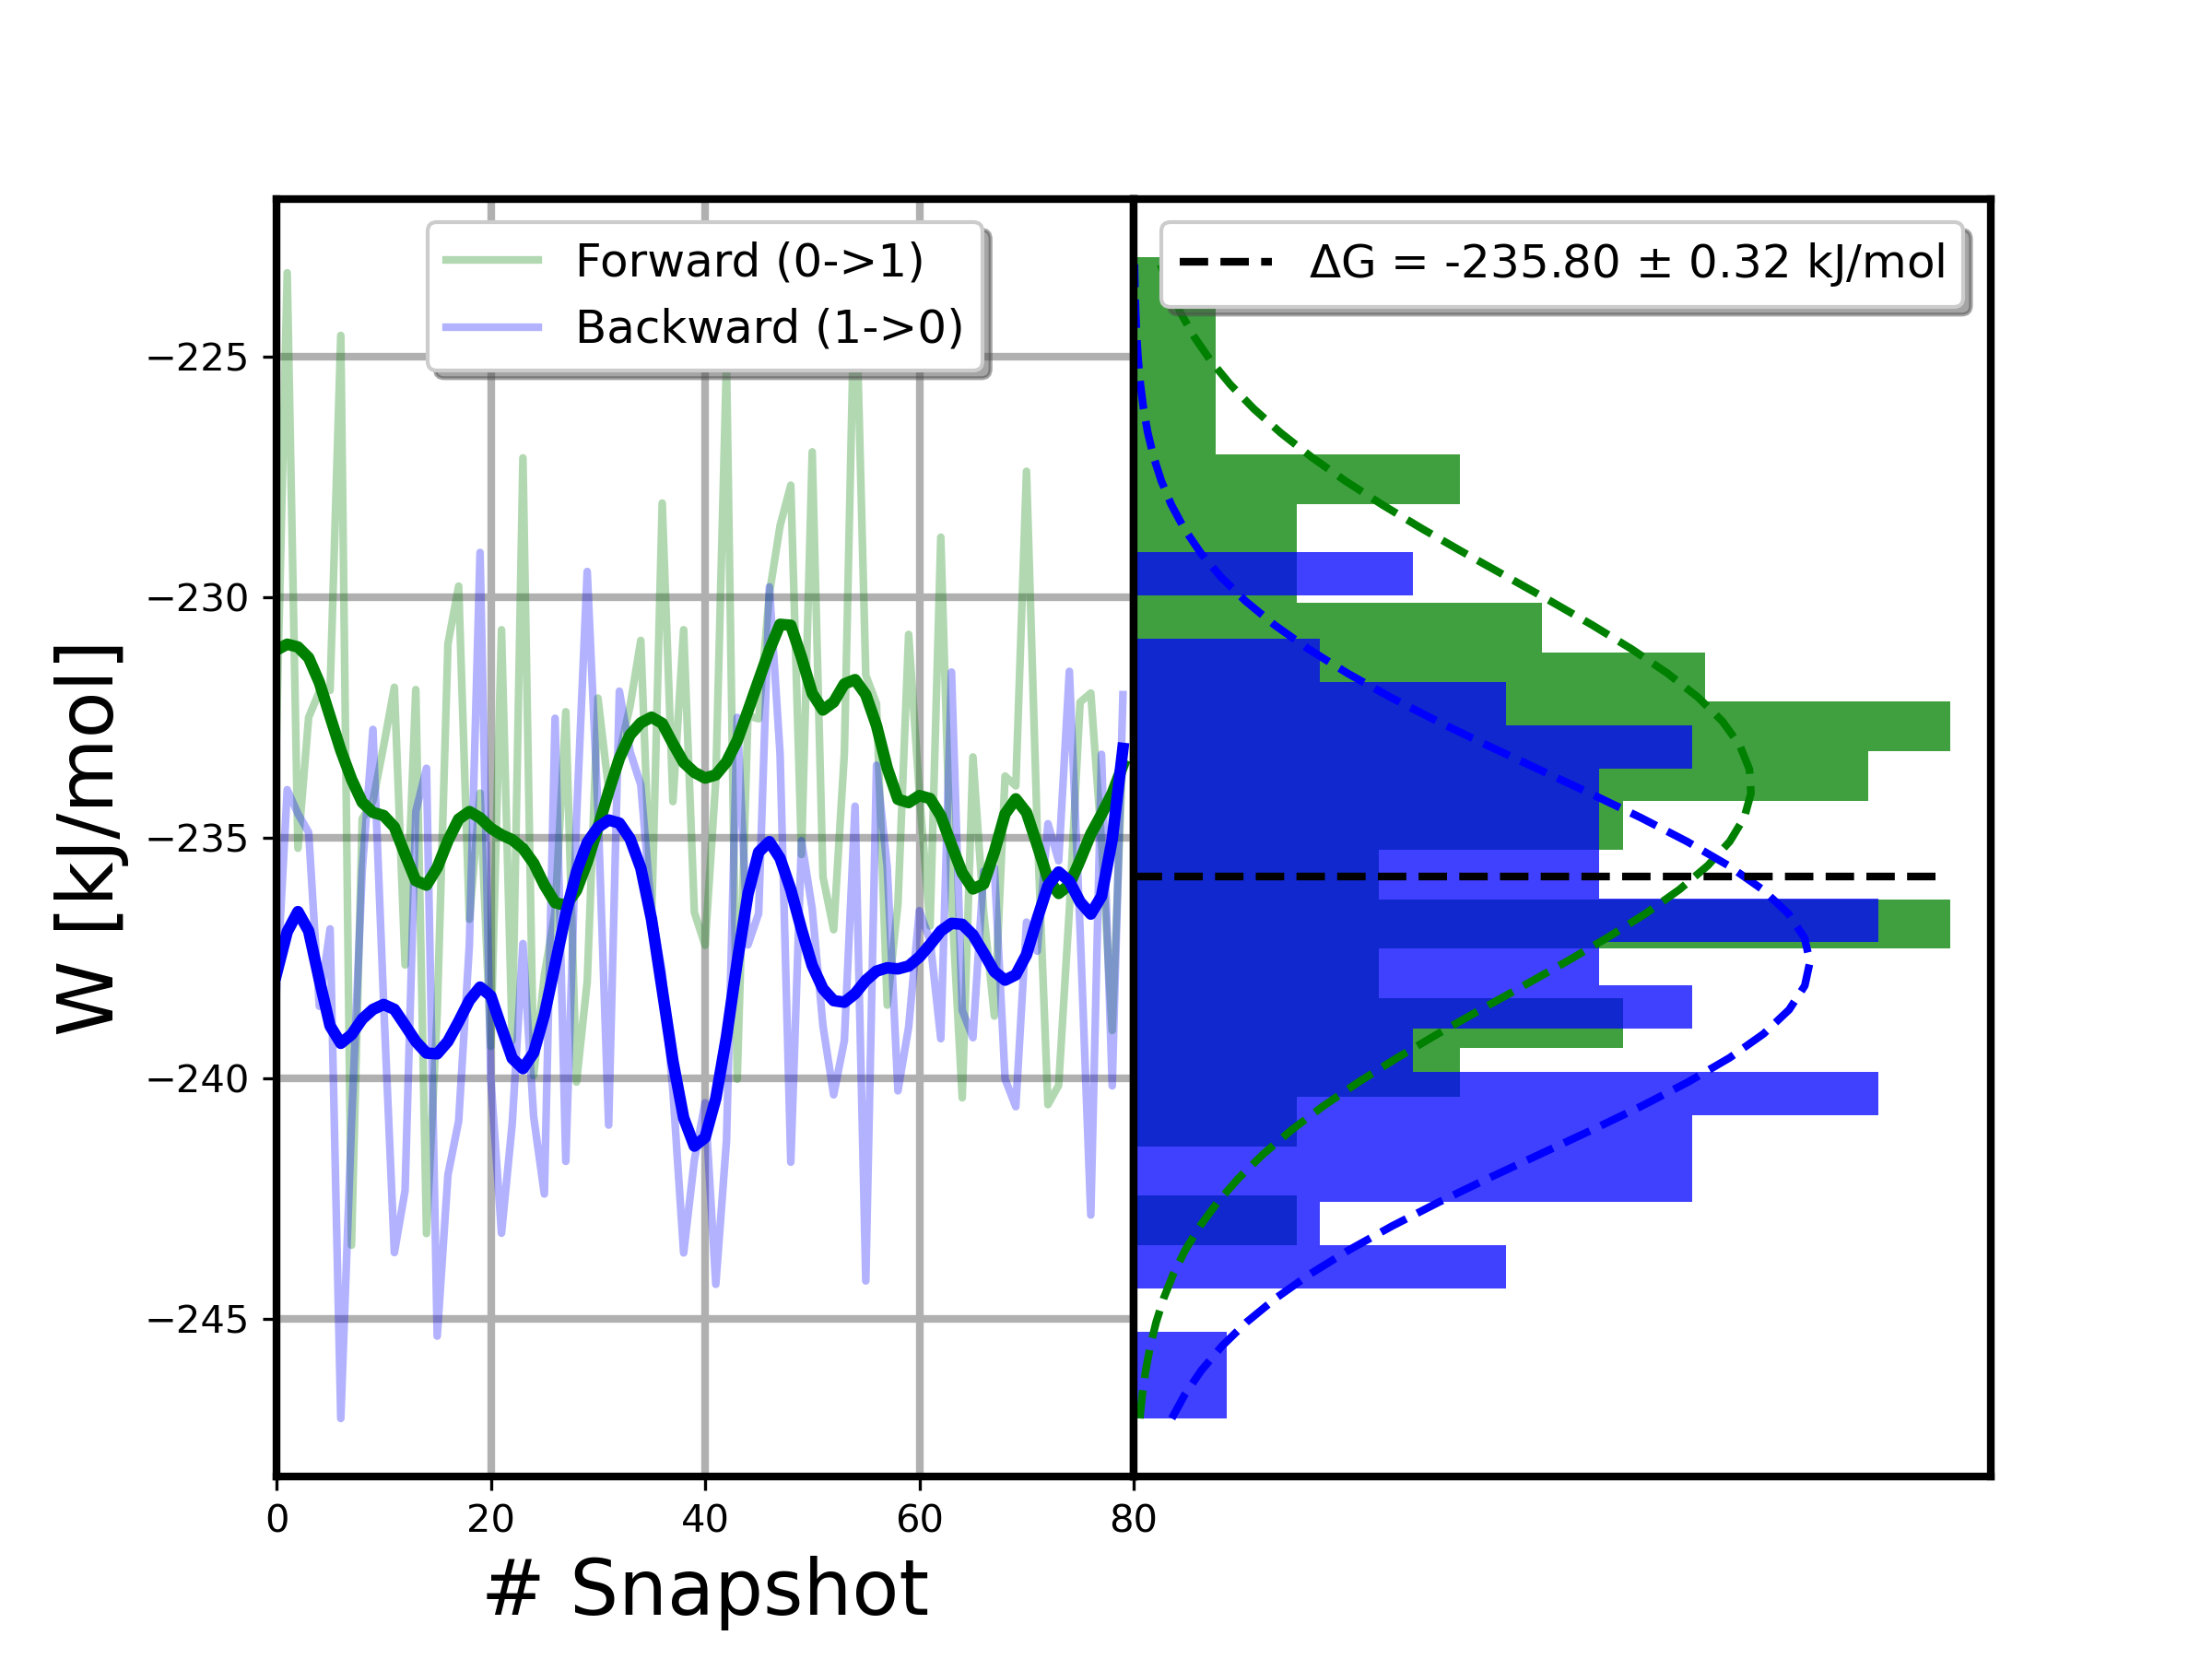 Forward (0->1)
Backward (1->0)
ΔG = -235.80 ± 0.32 kJ/mol
−225
−230
−235
−240
−245
W [kJ/mol]
0 20 40 60 80
# Snapshot